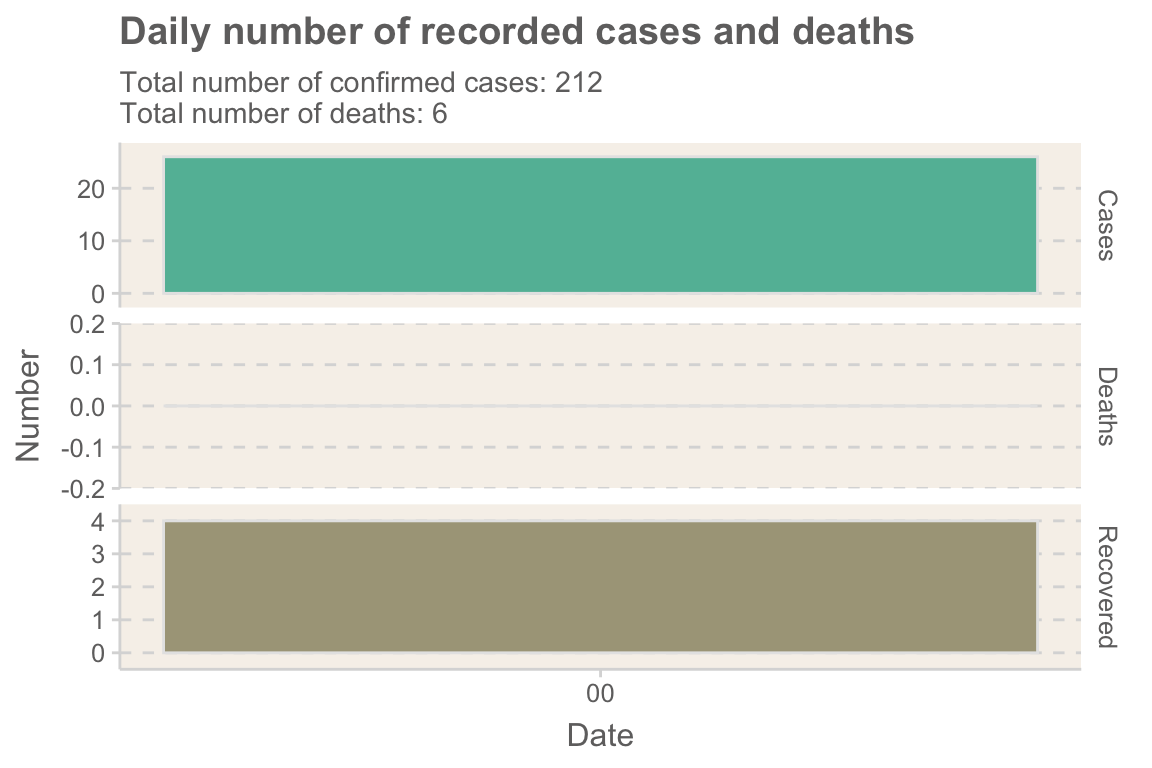 Daily number of recorded cases and deaths
Total number of confirmed cases: 212
Total number of deaths: 6
20
10
0
Cases
0.2
0.1
0.0
-0.1
-0.2
Deaths
Number
4
3
2
1
0
Recovered
00
Date